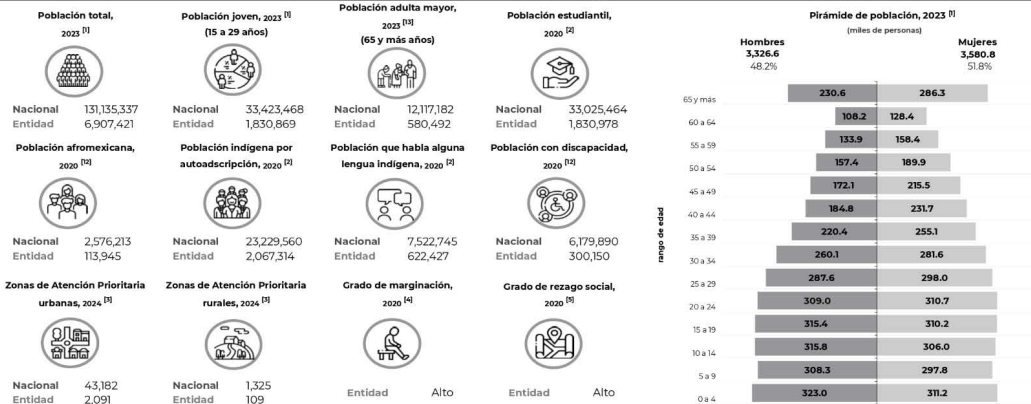 Población total,
2023 [1]
Nacional 131,135,337
Entidad 6,907,421
Población joven, 2023 [1]
(15 a 29 años)
Nacional 33,423,468
Entidad 1,830,869
Población adulta mayor,
2023 [13]
(65 y más años)
Nacional 12,117,182
Entidad 580,492
Población estudiantil,
2020 [2]
Nacional 33,025,464
Entidad 1,830,978
Población afromexicana,
2020 [12]
Nacional 2,576,213
Entidad 113,945
Población indígena por
autoadscripción, 2020 [2]
Nacional 23,229,560
Entidad 2,067,314
Población que habla alguna
lengua indígena, 2020 [2]
Nacional 7,522,745
Entidad 622,427
Población con discapacidad,
2020 [12]
Nacional 6,179,890
Entidad 300,150
Zonas de Atención Prioritaria
urbanas, 2024 [3]
Nacional 43,182
Entidad 2,091
Zonas de Atención Prioritaria
rurales, 2024 [3]
Nacional 1,325
Entidad 109
Grado de marginación,
2020 [4]
Entidad Alto
Grado de rezago social,
2020 [5]
Entidad Alto
Pirámide de población, 2023 [1]
(miles de personas)
Hombres Mujeres
3,326.6 3,580.8
48.2% 51.8%
rango de edad
65 y más 230.6 286.3
60 a 64 108.2 128.4
55 a 59 133.9 158.4
50 a 54 157.4 189.9
45 a 49 172.1 215.5
40 a 44 184.8 231.7
35 a 39 220.4 255.1
30 a 34 260.1 281.6
25 a 29 287.6 298.0
20 a 24 309.0 310.7
15 a 19 315.4 310.2
10 a 14 315.8 306.0
5 a 9 308.3 297.8
0 a 4 323.0 311.2